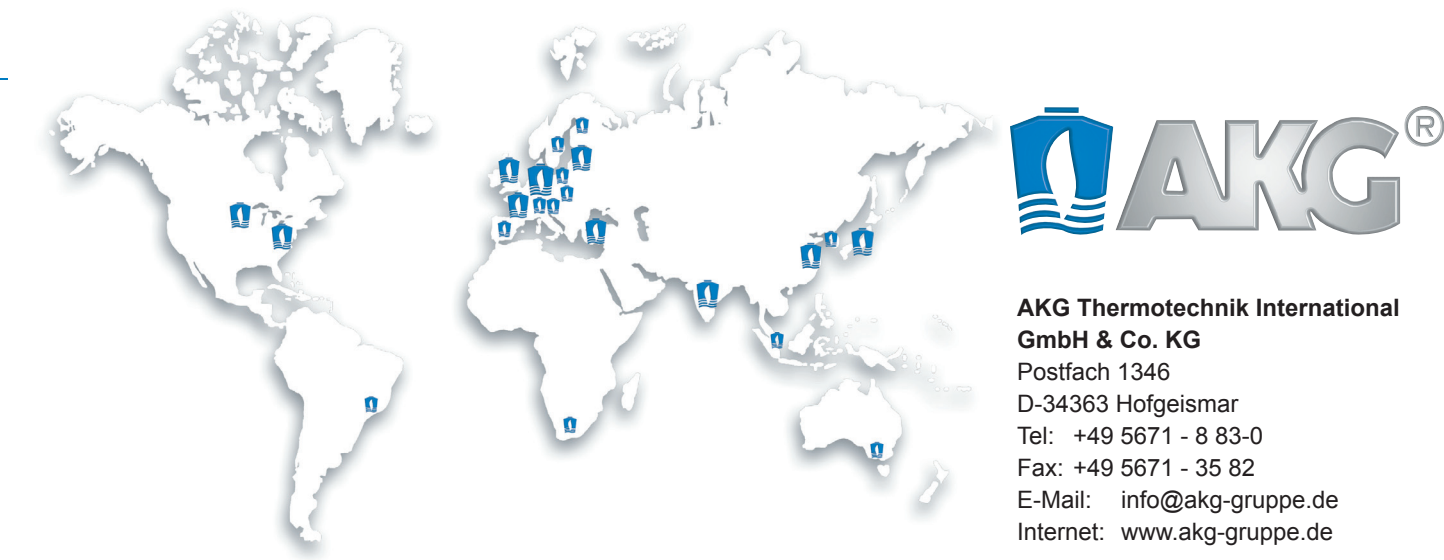 AKG®
AKG Thermotechnik International
GmbH & Co. KG
Postfach 1346
D-34363 Hofgeismar
Tel: +49 5671 - 8 83-0
Fax: +49 5671 - 35 82
E-Mail: info@akg-gruppe.de
Internet: www.akg-gruppe.de